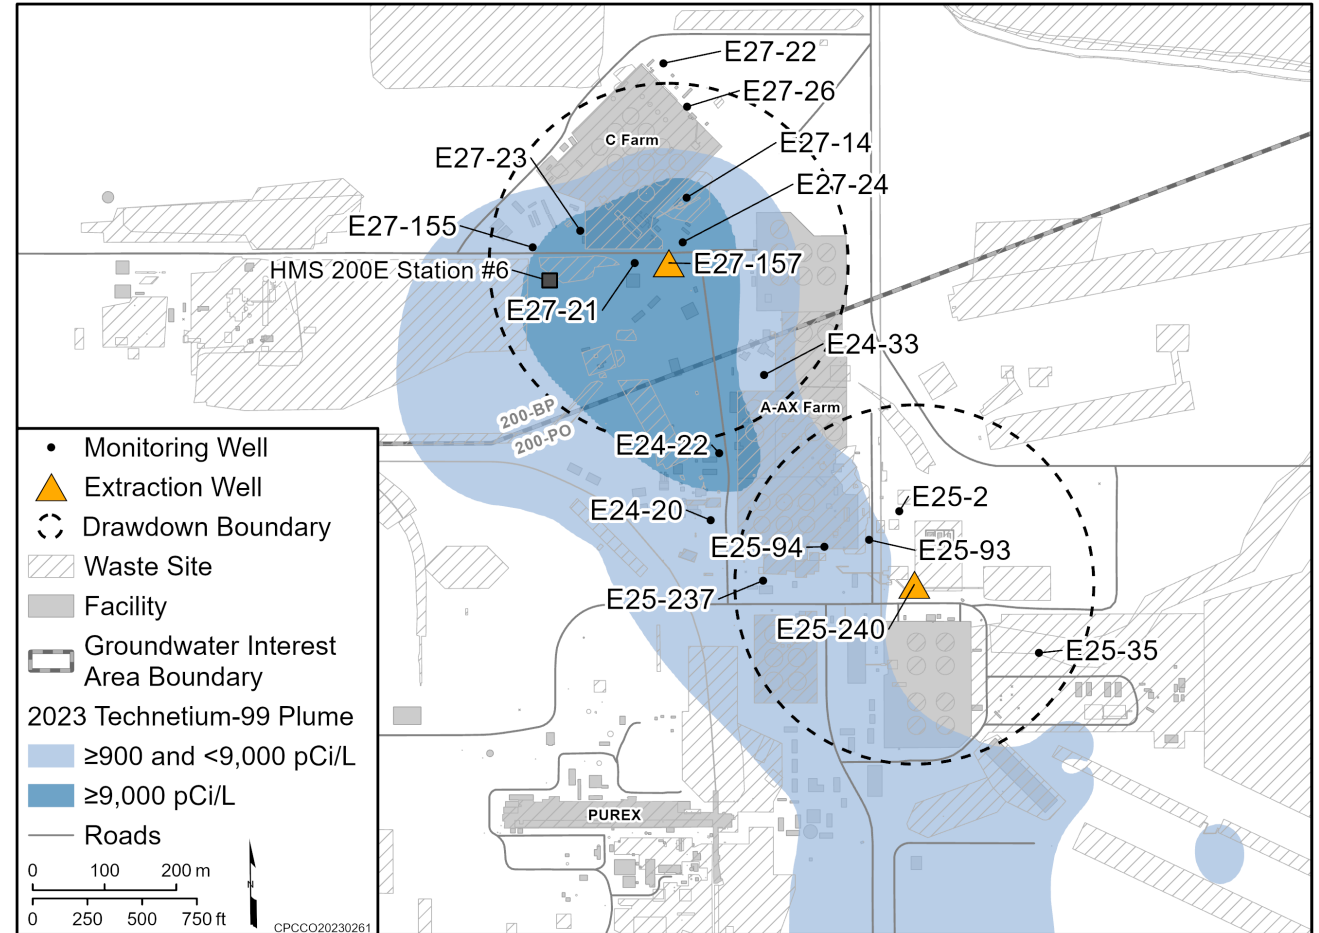 E27-22
E27-26
C Farm
E27-14
E27-23
E27-24
E27-155
HMS 200E Station #6
E27-157
E27-21
E24-33
A-AX Farm
200-BP
200-PO
E24-22
E24-20
E25-2
E25-94
E25-93
E25-237
E25-240
E25-35
PUREX
Monitoring Well
Extraction Well
Drawdown Boundary
Waste Site
Facility
Groundwater Interest
Area Boundary
2023 Technetium-99 Plume
≥900 and <9,000 pCi/L
≥9,000 pCi/L
Roads
0 100 200 m
0 250 500 750 ft
N
CPCCO20230261